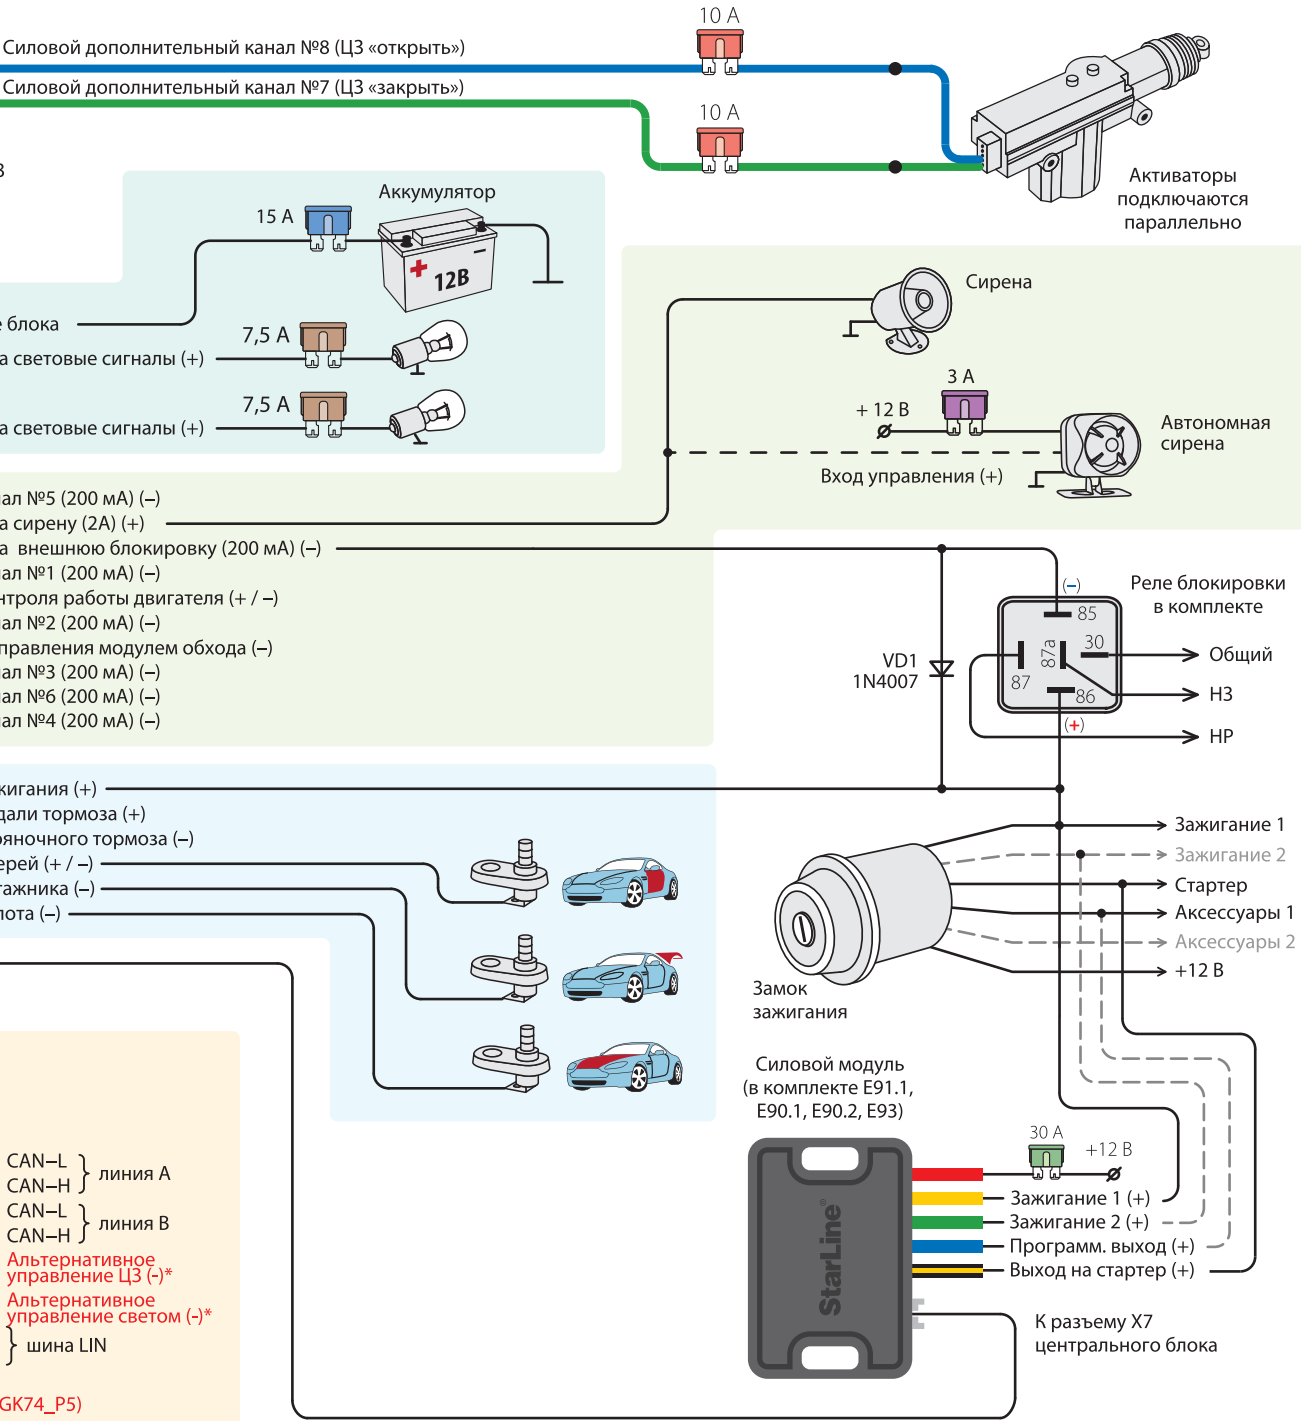 10 А
Силовой дополнительный канал №8 (ЦЗ «открыть»)
Силовой дополнительный канал №7 (ЦЗ «закрыть»)
10 А
Активаторы
подключаются
параллельно
Аккумулятор
15 А
12В
е блока
7,5 А
а световые сигналы (+)
7,5 А
а световые сигналы (+)
Сирена
3 А
+ 12 В
Автономная
сирена
Вход управления (+)
ал №5 (200 мА) (–)
а сирену (2А) (+)
а внешнюю блокировку (200 мА) (–)
ал №1 (200 мА) (–)
нтроля работы двигателя (+ / –)
ал №2 (200 мА) (–)
правления модулем обхода (–)
ал №3 (200 мА) (–)
ал №6 (200 мА) (–)
ал №4 (200 мА) (–)
(–)
85
30
87a
87
86
(+)
Реле блокировки
в комплекте
Общий
НЗ
НР
VD1
1N4007
жигания (+)
дали тормоза (+)
ряночного тормоза (–)
ерей (+ / –)
гажника (–)
пота (–)
Зажигание 1
Зажигание 2
Стартер
Аксессуары 1
Аксессуары 2
+12 В
Замок
зажигания
Силовой модуль
(в комплекте Е91.1,
Е90.1, Е90.2, Е93)
30 А
+12 В
Зажигание 1 (+)
Зажигание 2 (+)
Программ. выход (+)
Выход на стартер (+)
StarLine®
К разъему Х7
центрального блока
CAN–L
CAN–H
линия А
CAN–L
CAN–H
линия В
Альтернативное
управление ЦЗ (-)*
Альтернативное
управление светом (-)*
шина LIN
GK74_P5)